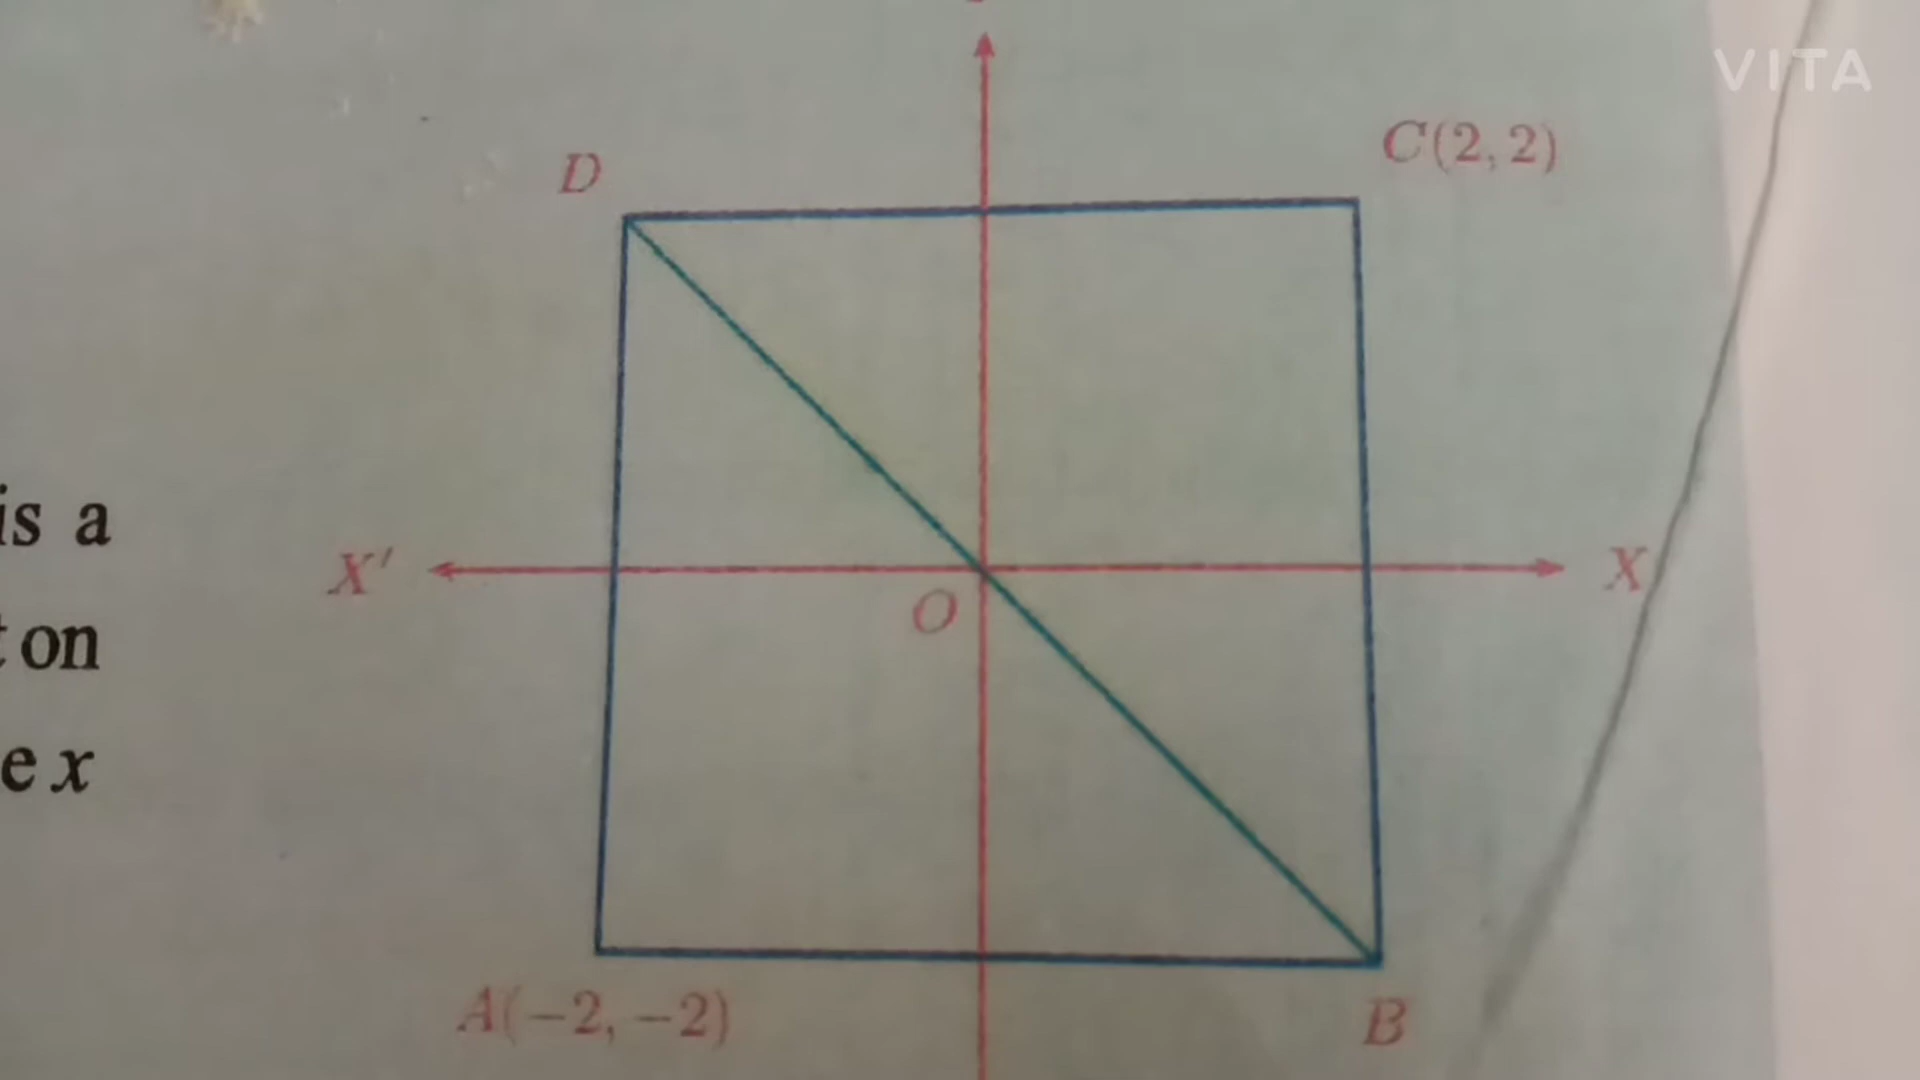 VITA
C(2, 2)
D
is a
X′
X
O
on
e x
A(−2, −2)
B